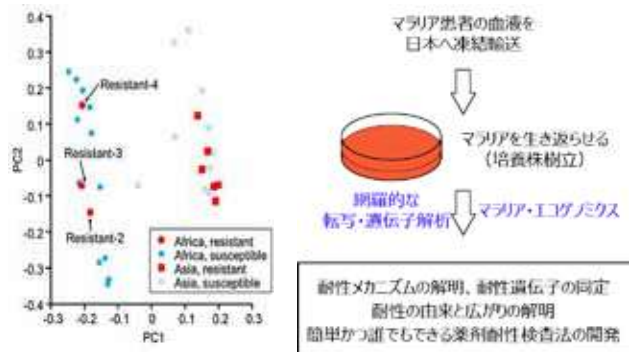 0.4
0.3
0.2
0.1
0
-0.1
-0.2
-0.3
-0.4
PC2
-0.3
-0.2
-0.1
0
0.1
0.2
0.3
PC1
Resistant-4
Resistant-3
Resistant-2
Africa, resistant
Africa, susceptible
Asia, resistant
Asia, susceptible
マラリア患者の血液を
日本へ凍結輸送
マラリアを生き返らせる
(培養株樹立)
網羅的な
転写・遺伝子解析
マラリア・エコゲノミクス
耐性メカニズムの解明、耐性遺伝子の同定
耐性の由来と広がりの解明
簡単かつ誰でもできる薬剤耐性検査法の開発